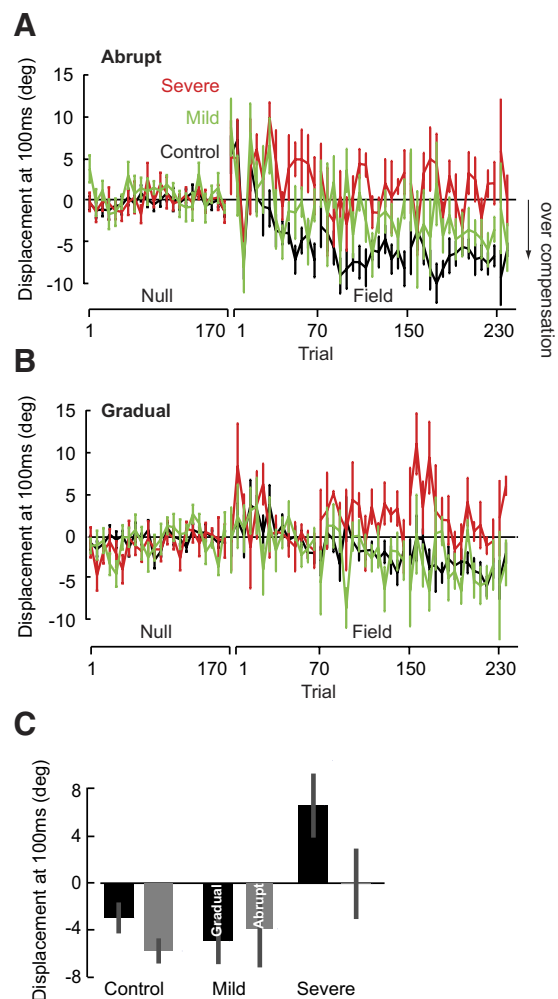 A
Abrupt
Displacement at 100ms (deg)
15
10
5
0
-5
-10
Severe
Mild
Control
over compensation
Null
Field
1
170
1
70
150
230
Trial
B
Gradual
Displacement at 100ms (deg)
15
10
5
0
-5
-10
Null
Field
1
170
1
70
150
230
Trial
C
Displacement at 100ms (deg)
8
4
0
-4
-8
Gradual
Abrupt
Control
Mild
Severe